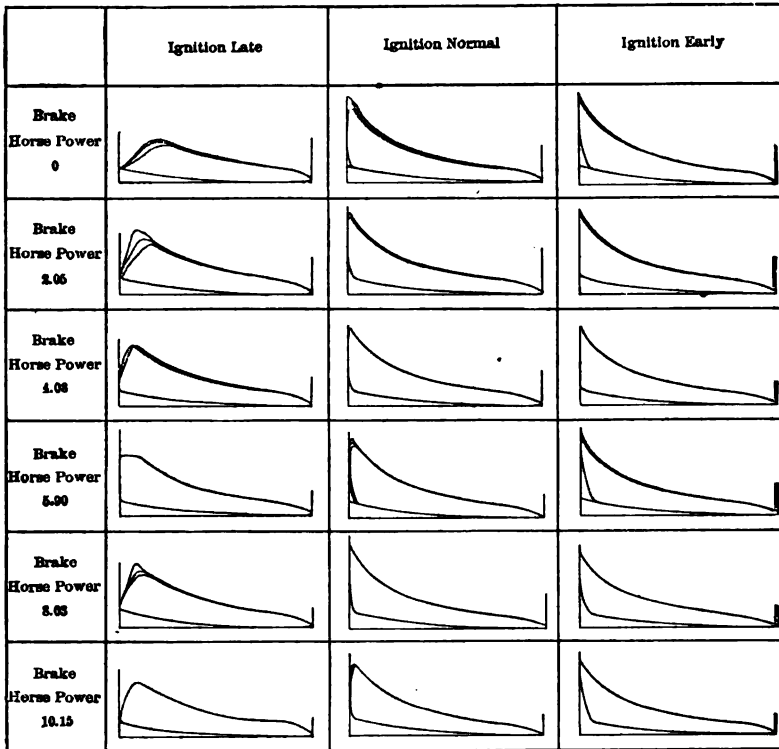 Ignition Late
Ignition Normal
Ignition Early
Brake
Horse Power
0
Brake
Horse Power
2.05
Brake
Horse Power
4.08
Brake
Horse Power
5.90
Brake
Horse Power
8.03
Brake
Horse Power
10.15